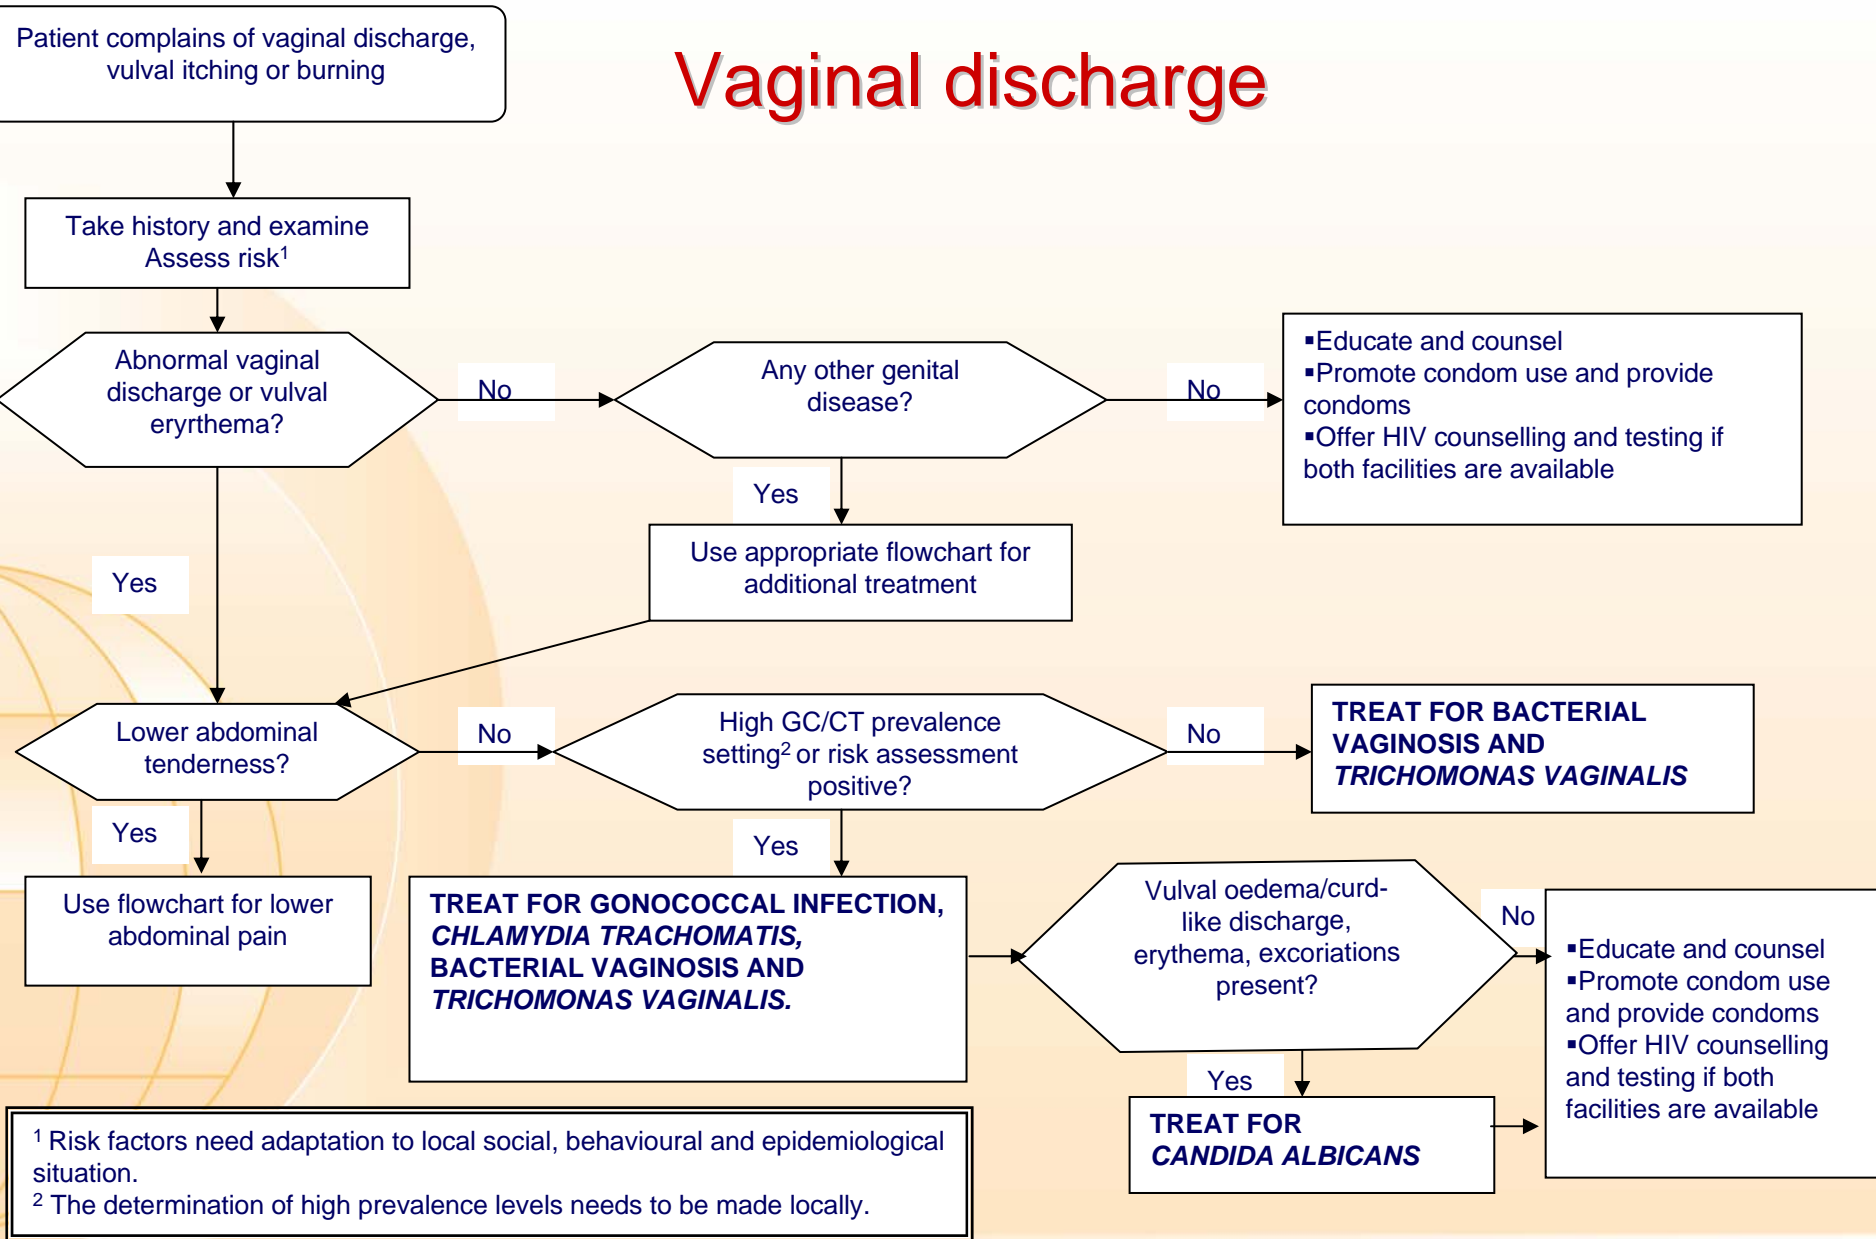 Vaginal discharge
Patient complains of vaginal discharge,
vulval itching or burning
Take history and examine
Assess risk¹
Abnormal vaginal
discharge or vulval
eryrthema?
No
Any other genital
disease?
No
▪Educate and counsel
▪Promote condom use and provide
condoms
▪Offer HIV counselling and testing if
both facilities are available
Yes
Use appropriate flowchart for
additional treatment
Yes
Lower abdominal
tenderness?
No
High GC/CT prevalence
setting² or risk assessment
positive?
No
TREAT FOR BACTERIAL
VAGINOSIS AND
TRICHOMONAS VAGINALIS
Yes
Use flowchart for lower
abdominal pain
Yes
TREAT FOR GONOCOCCAL INFECTION,
CHLAMYDIA TRACHOMATIS,
BACTERIAL VAGINOSIS AND
TRICHOMONAS VAGINALIS.
Vulval oedema/curd-
like discharge,
erythema, excoriations
present?
No
▪Educate and counsel
▪Promote condom use
and provide condoms
▪Offer HIV counselling
and testing if both
facilities are available
Yes
TREAT FOR
CANDIDA ALBICANS
¹ Risk factors need adaptation to local social, behavioural and epidemiological
situation.
² The determination of high prevalence levels needs to be made locally.